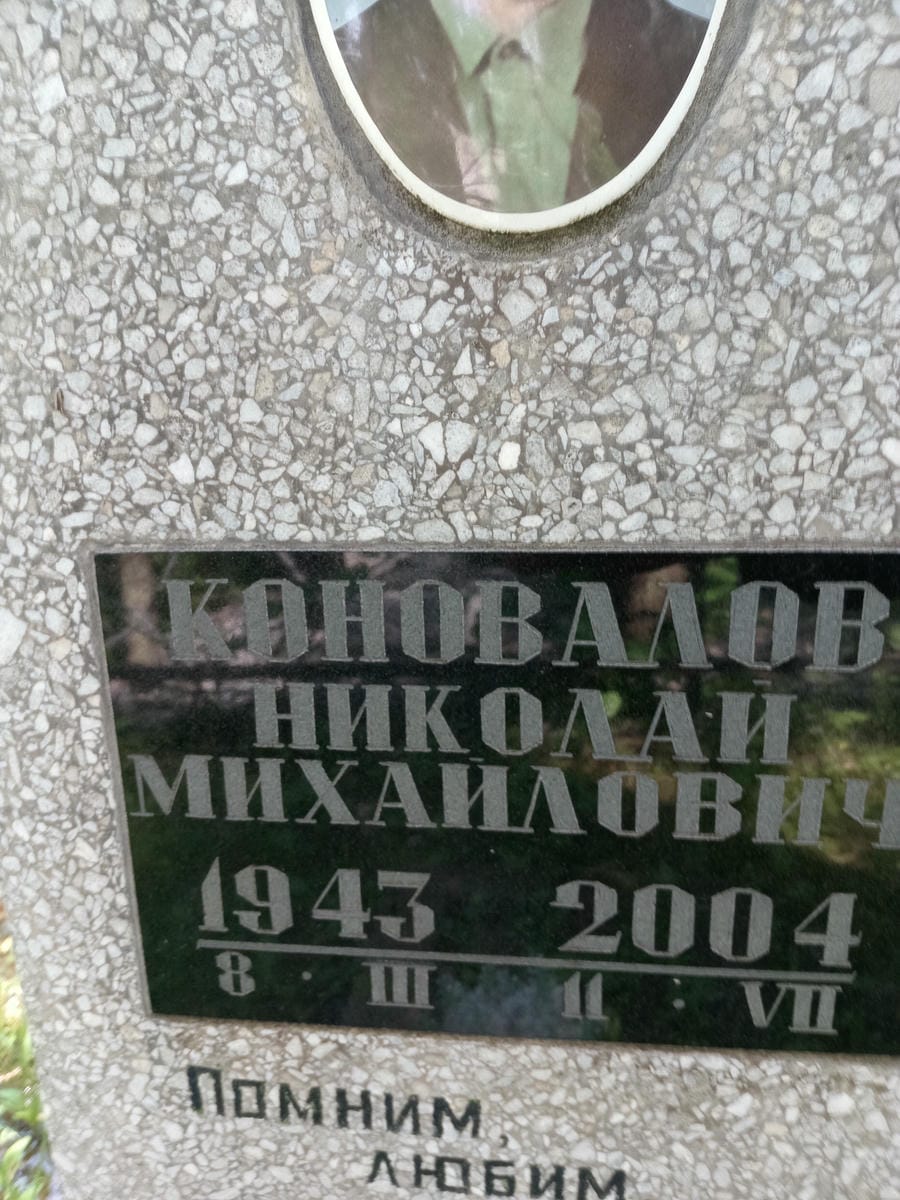 КОНОВАЛОВ
НИКОЛАЙ
МИХАЙЛОВИЧ
1943 2004
8 · III 11 · VII
Помним,
любим